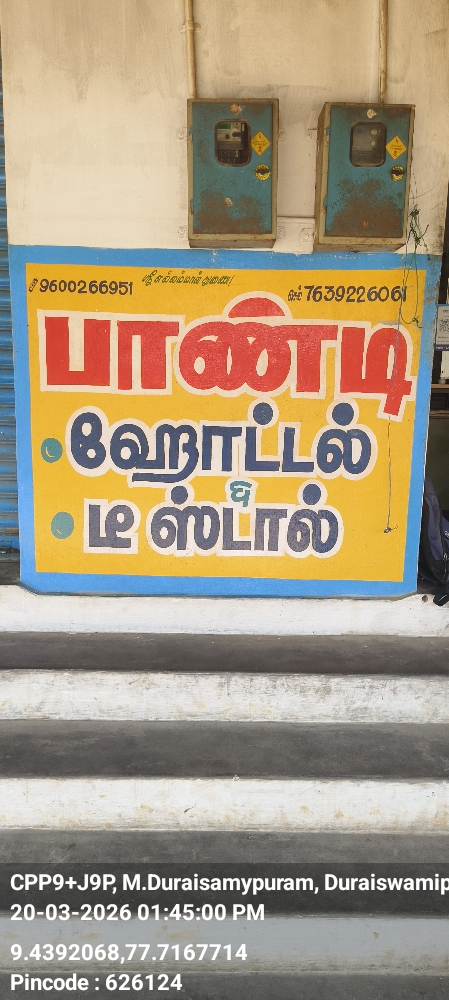 ஸ்ரீ செல்லம்மாள் துணை
9600266951
செல் 7639226061
பாண்டி
ஹோட்டல்
&
டீ ஸ்டால்
CPP9+J9P, M.Duraisamypuram, Duraiswamip
20-03-2026 01:45:00 PM
9.4392068,77.7167714
Pincode : 626124